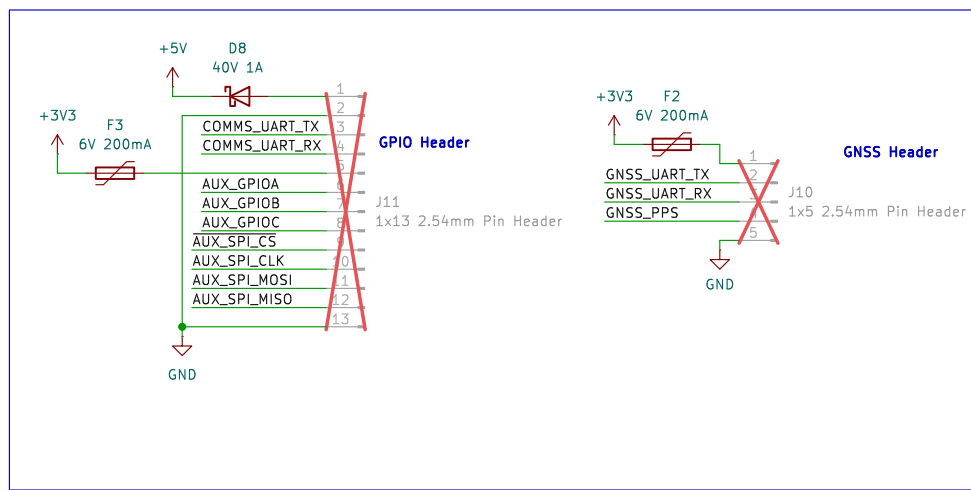 +5V
D8
40V 1A
+3V3
F3
6V 200mA
1
2
COMMS_UART_TX
3
COMMS_UART_RX
4
5
AUX_GPIOA
6
AUX_GPIOB
7
AUX_GPIOC
8
AUX_SPI_CS
9
AUX_SPI_CLK
10
AUX_SPI_MOSI
11
AUX_SPI_MISO
12
13
GND
GPIO Header
J11
1x13 2.54mm Pin Header
+3V3
F2
6V 200mA
GNSS Header
1
GNSS_UART_TX
2
GNSS_UART_RX
3
GNSS_PPS
4
5
J10
1x5 2.54mm Pin Header
GND